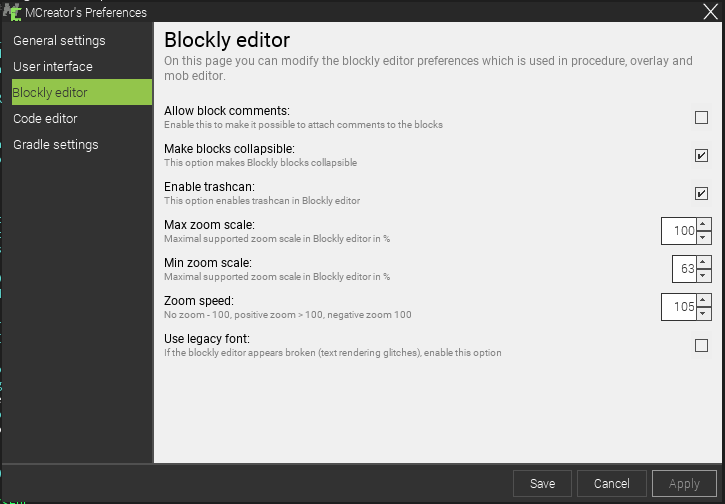 MCreator's Preferences
General settings
User interface
Blockly editor
Code editor
Gradle settings
Blockly editor
On this page you can modify the blockly editor preferences which is used in procedure, overlay and
mob editor.
Allow block comments:
Enable this to make it possible to attach comments to the blocks
Make blocks collapsible:
This option makes Blockly blocks collapsible
Enable trashcan:
This option enables trashcan in Blockly editor
Max zoom scale:
Maximal supported zoom scale in Blockly editor in %
100
Min zoom scale:
Maximal supported zoom scale in Blockly editor in %
63
Zoom speed:
No zoom - 100, positive zoom > 100, negative zoom 100
105
Use legacy font:
If the blockly editor appears broken (text rendering glitches), enable this option
Save
Cancel
Apply